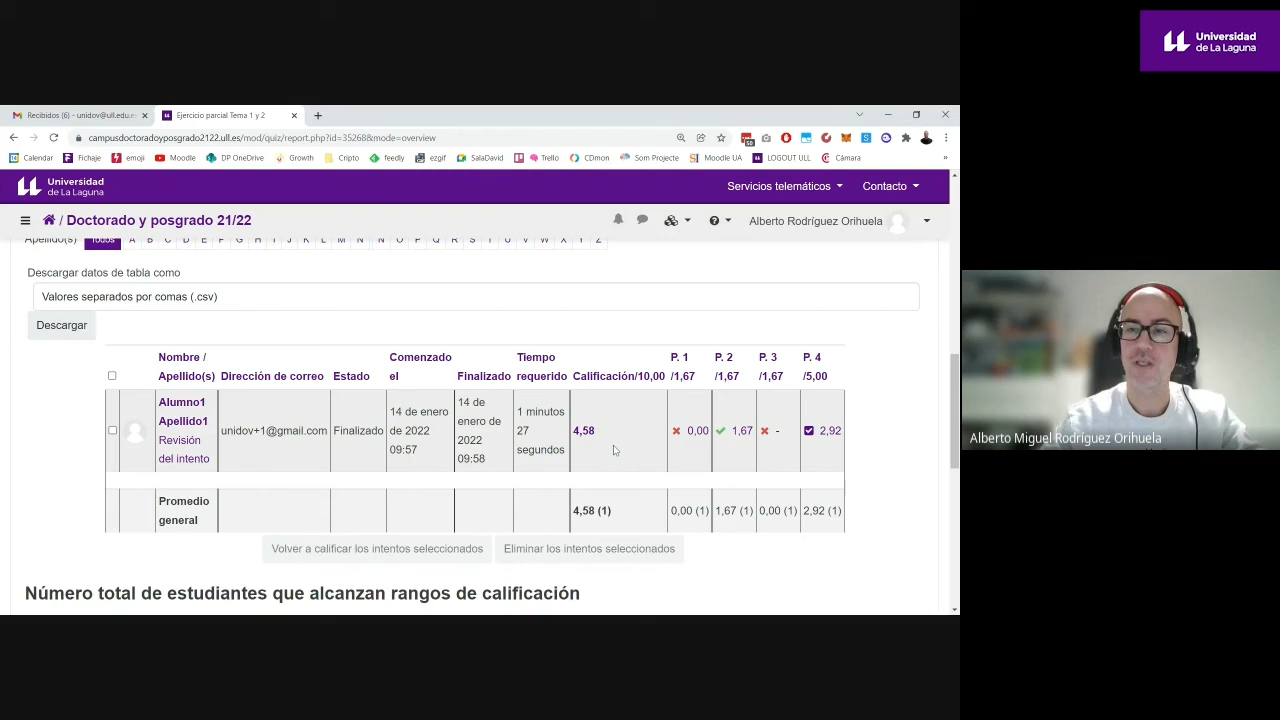 Universidad
de La Laguna
Recibidos (6) - unidov@ull.edu.e
Ejercicio parcial Tema 1 y 2
campusdoctoradoyposgrado2122.ull.es/mod/quiz/report.php?id=35268&mode=overview
50
Calendar
Fichaje
emoji
Moodle
DP OneDrive
Growth
Cripto
feedly
ezgif
SalaDavid
Trello
CDmon
Som Projecte
Moodle UA
LOGOUT ULL
Cámara
»
Universidad
de La Laguna
Servicios telemáticos
Contacto
/ Doctorado y posgrado 21/22
Alberto Rodríguez Orihuela
Apellido(s) Todos A B C D E F G H I J K L M N Ñ O P Q R S T U V W X Y Z
Descargar datos de tabla como
Valores separados por comas (.csv)
Descargar
Nombre / Apellido(s)
Dirección de correo
Estado
Comenzado el
Finalizado
Tiempo requerido
Calificación/10,00
P. 1 /1,67
P. 2 /1,67
P. 3 /1,67
P. 4 /5,00
Alumno1
Apellido1
Revisión
del intento
unidov+1@gmail.com
Finalizado
14 de enero
de 2022
09:57
14 de
enero de
2022
09:58
1 minutos
27
segundos
4,58
0,00
1,67
-
2,92
Promedio
general
4,58 (1)
0,00 (1)
1,67 (1)
0,00 (1)
2,92 (1)
Volver a calificar los intentos seleccionados
Eliminar los intentos seleccionados
Número total de estudiantes que alcanzan rangos de calificación
Alberto Miguel Rodríguez Orihuela